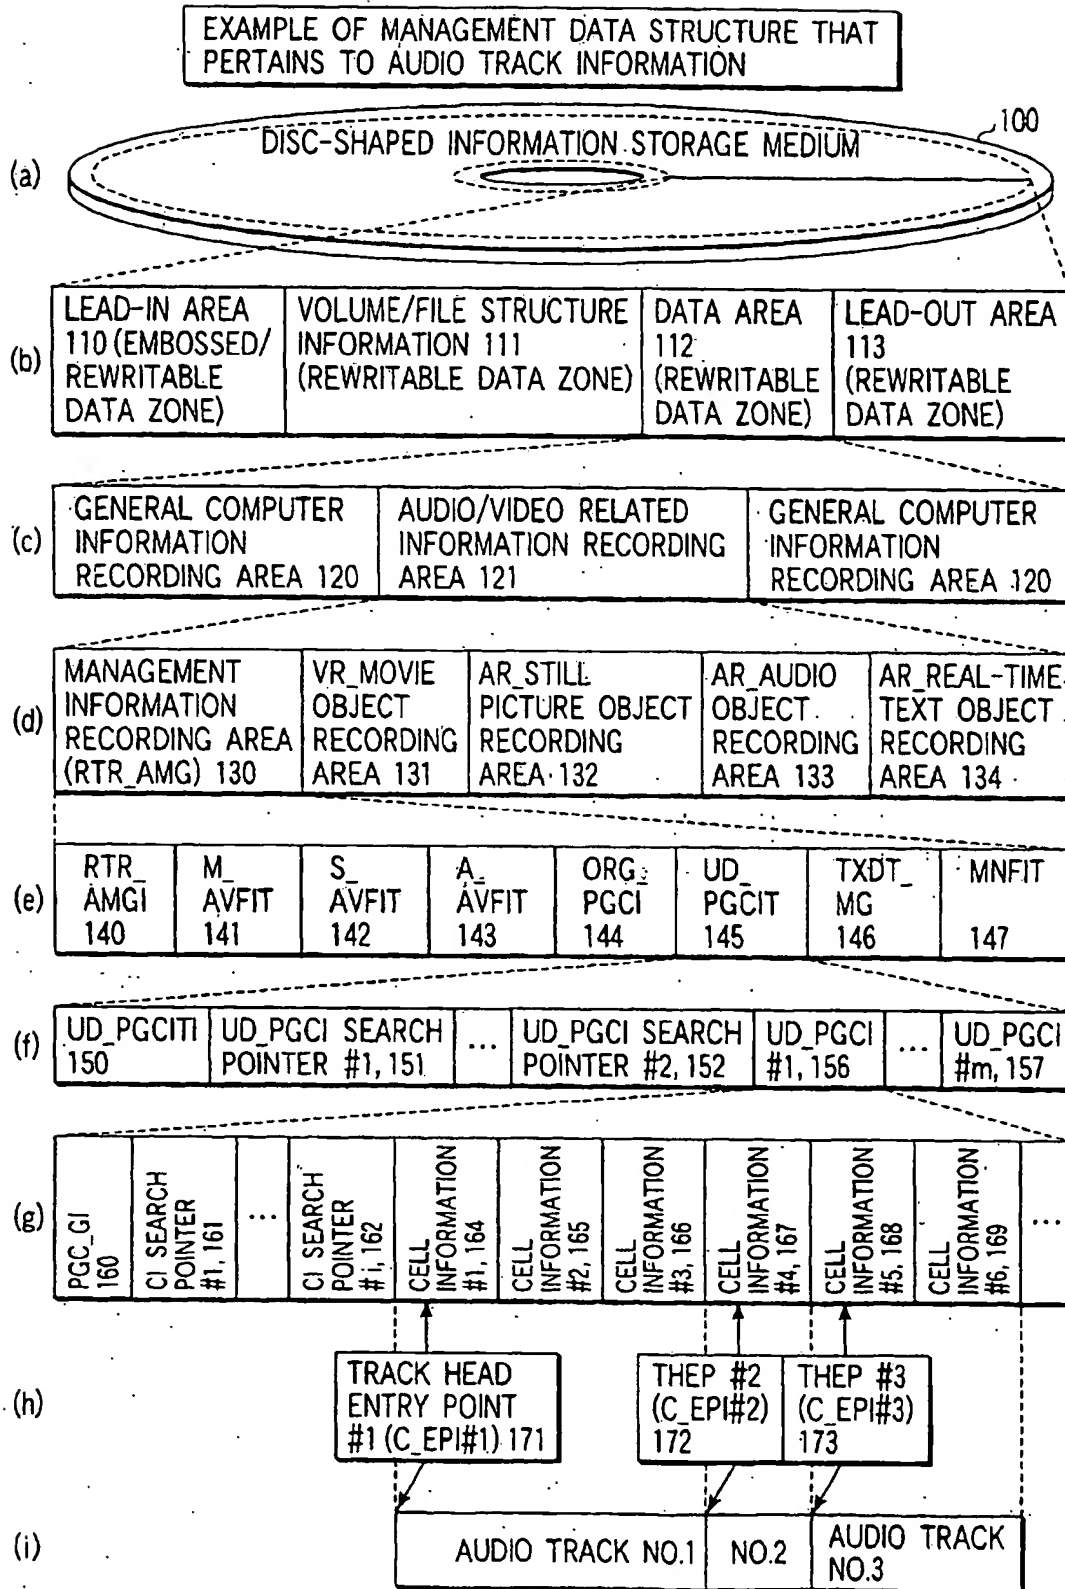 EXAMPLE OF MANAGEMENT DATA STRUCTURE THAT
PERTAINS TO AUDIO TRACK INFORMATION
100
(a)
DISC-SHAPED INFORMATION STORAGE MEDIUM
(b)
LEAD-IN AREA
110 (EMBOSSED/
REWRITABLE
DATA ZONE)
VOLUME/FILE STRUCTURE
INFORMATION 111
(REWRITABLE DATA ZONE)
DATA AREA
112
(REWRITABLE
DATA ZONE)
LEAD-OUT AREA
113
(REWRITABLE
DATA ZONE)
(c)
GENERAL COMPUTER
INFORMATION
RECORDING AREA 120
AUDIO/VIDEO RELATED
INFORMATION RECORDING
AREA 121
GENERAL COMPUTER
INFORMATION
RECORDING AREA 120
(d)
MANAGEMENT
INFORMATION
RECORDING AREA
(RTR_AMG) 130
VR_MOVIE
OBJECT
RECORDING
AREA 131
AR_STILL
PICTURE OBJECT
RECORDING
AREA 132
AR_AUDIO
OBJECT
RECORDING
AREA 133
AR_REAL-TIME
TEXT OBJECT
RECORDING
AREA 134
(e)
RTR_
AMGI
140
M_
AVFIT
141
S_
AVFIT
142
A_
AVFIT
143
ORG_
PGCI
144
UD_
PGCIT
145
TXDT_
MG
146
MNFIT
147
(f)
UD_PGCITI
150
UD_PGCI SEARCH
POINTER #1, 151
...
UD_PGCI SEARCH
POINTER #2, 152
UD_PGCI
#1, 156
...
UD_PGCI
#m, 157
(g)
PGC_GI
160
CI SEARCH
POINTER
#1, 161
...
CI SEARCH
POINTER
#i, 162
CELL
INFORMATION
#1, 164
CELL
INFORMATION
#2, 165
CELL
INFORMATION
#3, 166
CELL
INFORMATION
#4, 167
CELL
INFORMATION
#5, 168
CELL
INFORMATION
#6, 169
...
(h)
TRACK HEAD
ENTRY POINT
#1 (C_EPI#1) 171
THEP #2
(C_EPI#2)
172
THEP #3
(C_EPI#3)
173
(i)
AUDIO TRACK NO.1
NO.2
AUDIO TRACK
NO.3